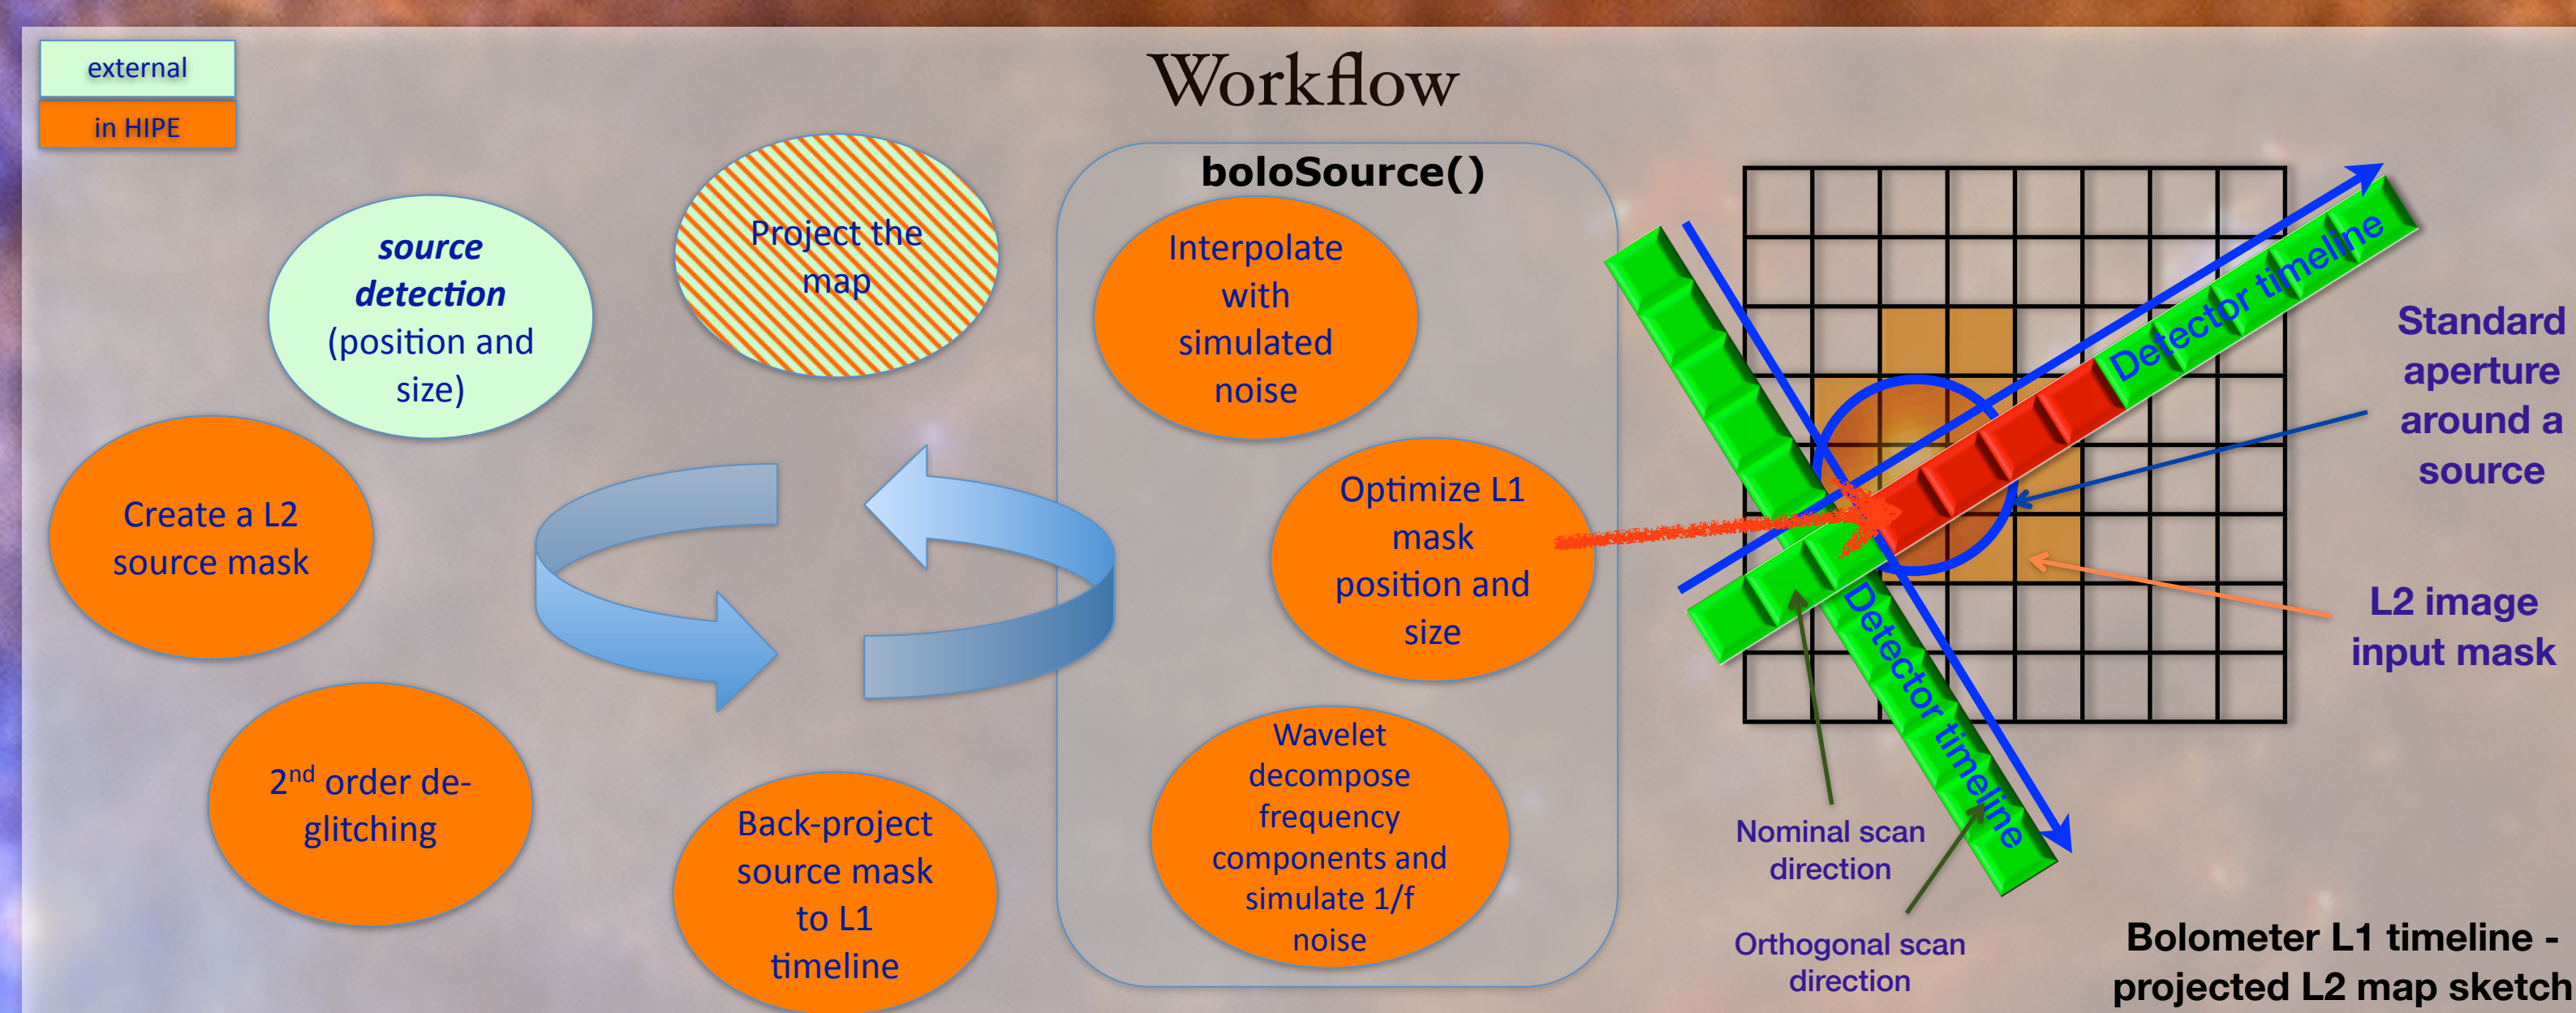 Workflow
external
in HIPE
source
detection
(position and
size)
Project the
map
Create a L2
source mask
2nd order de-
glitching
Back-project
source mask
to L1
timeline
boloSource()
Interpolate
with
simulated
noise
Optimize L1
mask
position and
size
Wavelet
decompose
frequency
components and
simulate 1/f
noise
Detector timeline
Detector timeline
Standard
aperture
around a
source
L2 image
input mask
Nominal scan
direction
Orthogonal scan
direction
Bolometer L1 timeline -
projected L2 map sketch